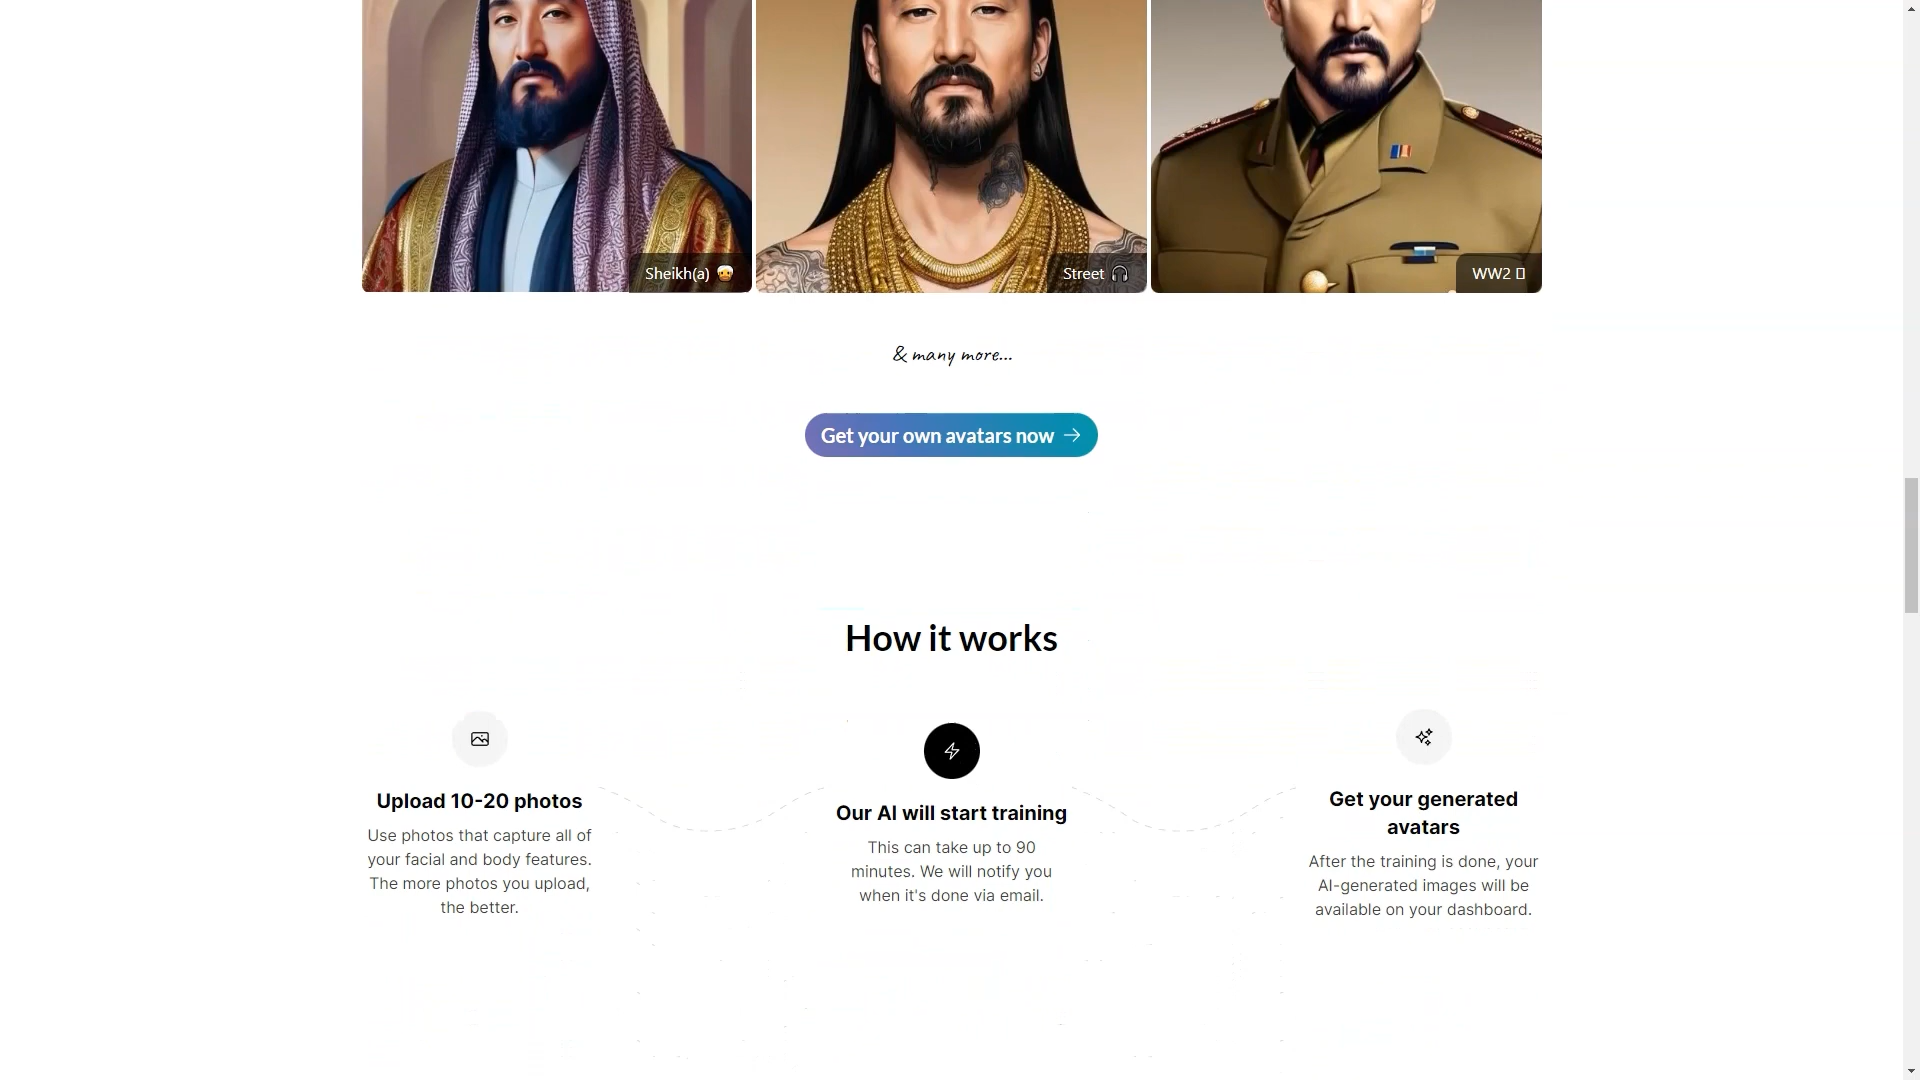 Sheikh(a)
Street
WW2
& many more...
Get your own avatars now
How it works
Upload 10-20 photos
Use photos that capture all of
your facial and body features.
The more photos you upload,
the better.
Our AI will start training
This can take up to 90
minutes. We will notify you
when it's done via email.
Get your generated
avatars
After the training is done, your
AI-generated images will be
available on your dashboard.